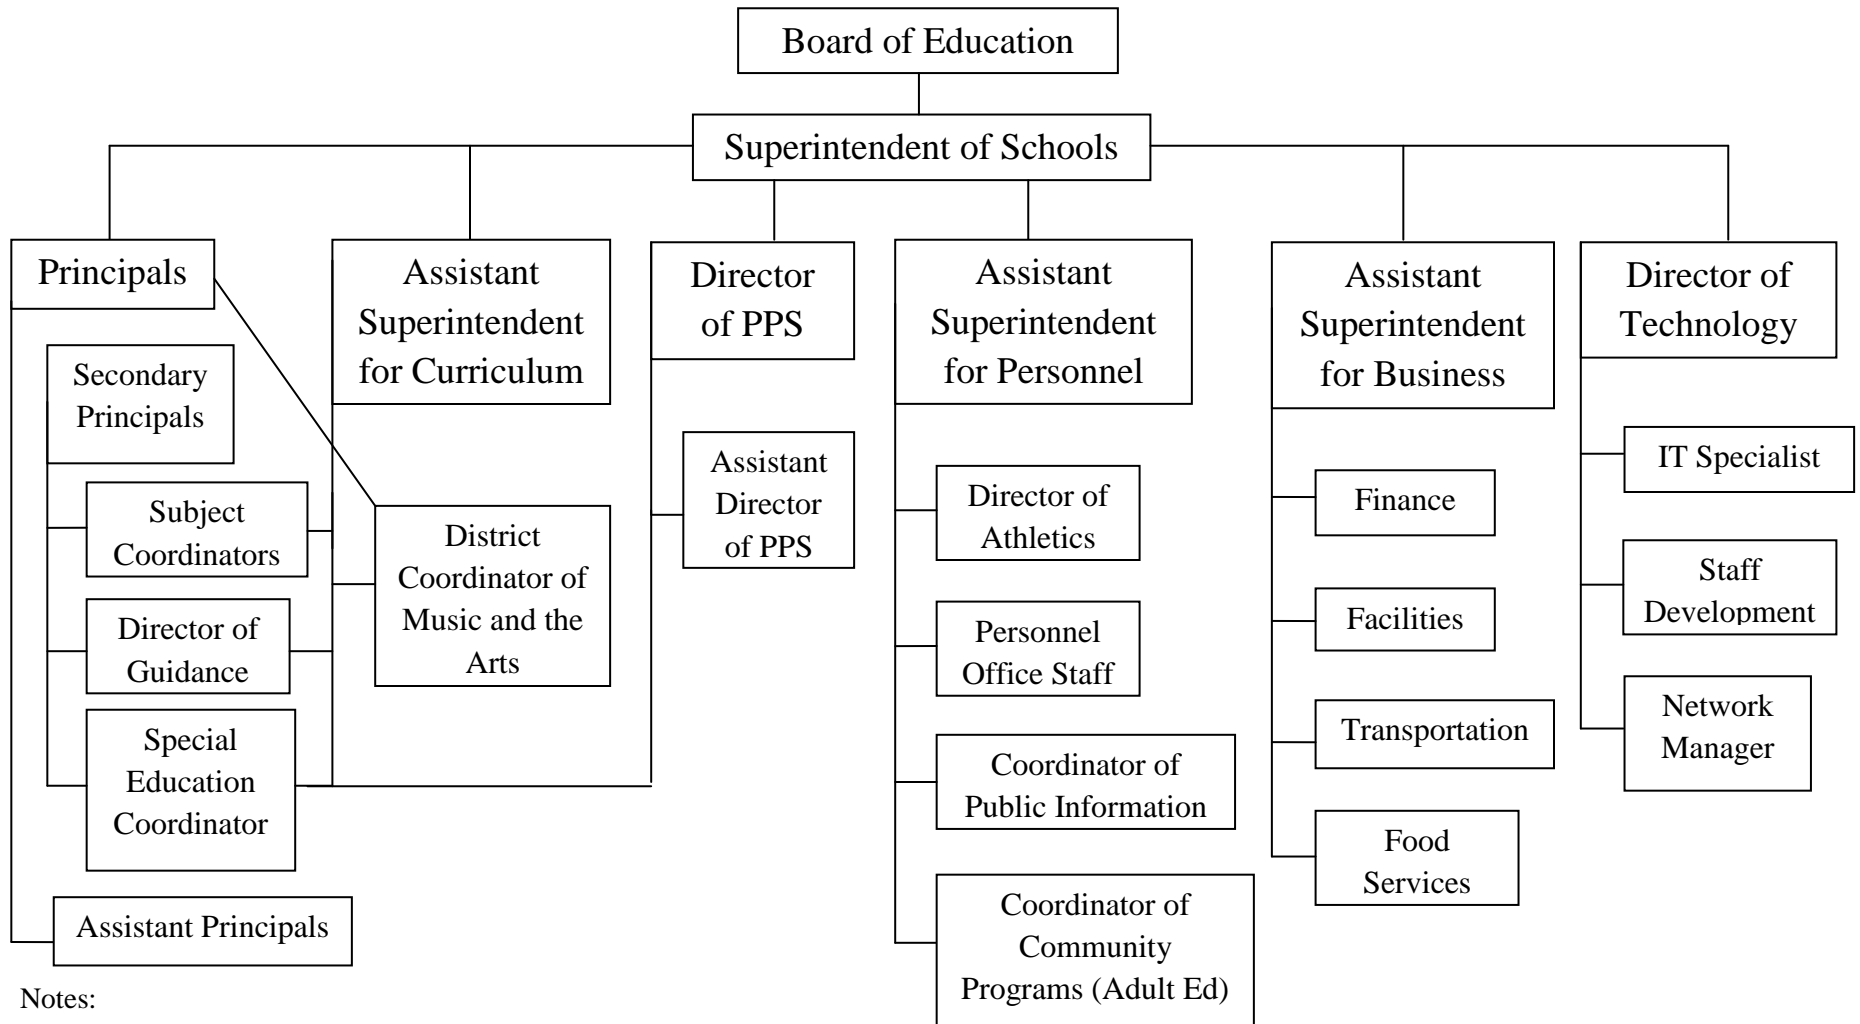 Board of Education
Superintendent of Schools
Principals
Secondary
Principals
Subject
Coordinators
Director of
Guidance
Special
Education
Coordinator
Assistant Principals
Assistant
Superintendent
for Curriculum
District
Coordinator of
Music and the
Arts
Director
of PPS
Assistant
Director
of PPS
Assistant
Superintendent
for Personnel
Director of
Athletics
Personnel
Office Staff
Coordinator of
Public Information
Coordinator of
Community
Programs (Adult Ed)
Assistant
Superintendent
for Business
Finance
Facilities
Transportation
Food
Services
Director of
Technology
IT Specialist
Staff
Development
Network
Manager
Notes: